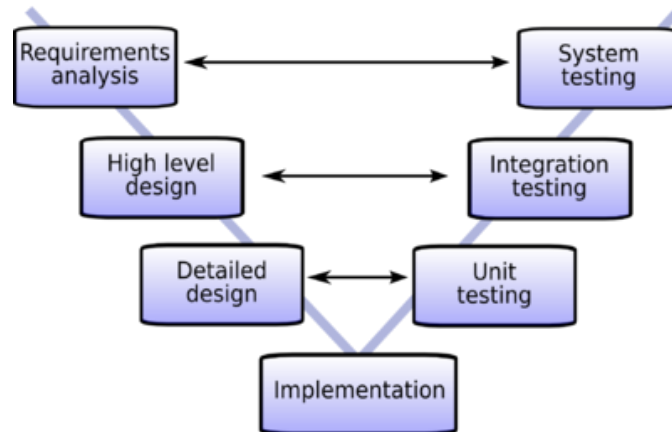 Requirements
analysis
System
testing
High level
design
Integration
testing
Detailed
design
Unit
testing
Implementation